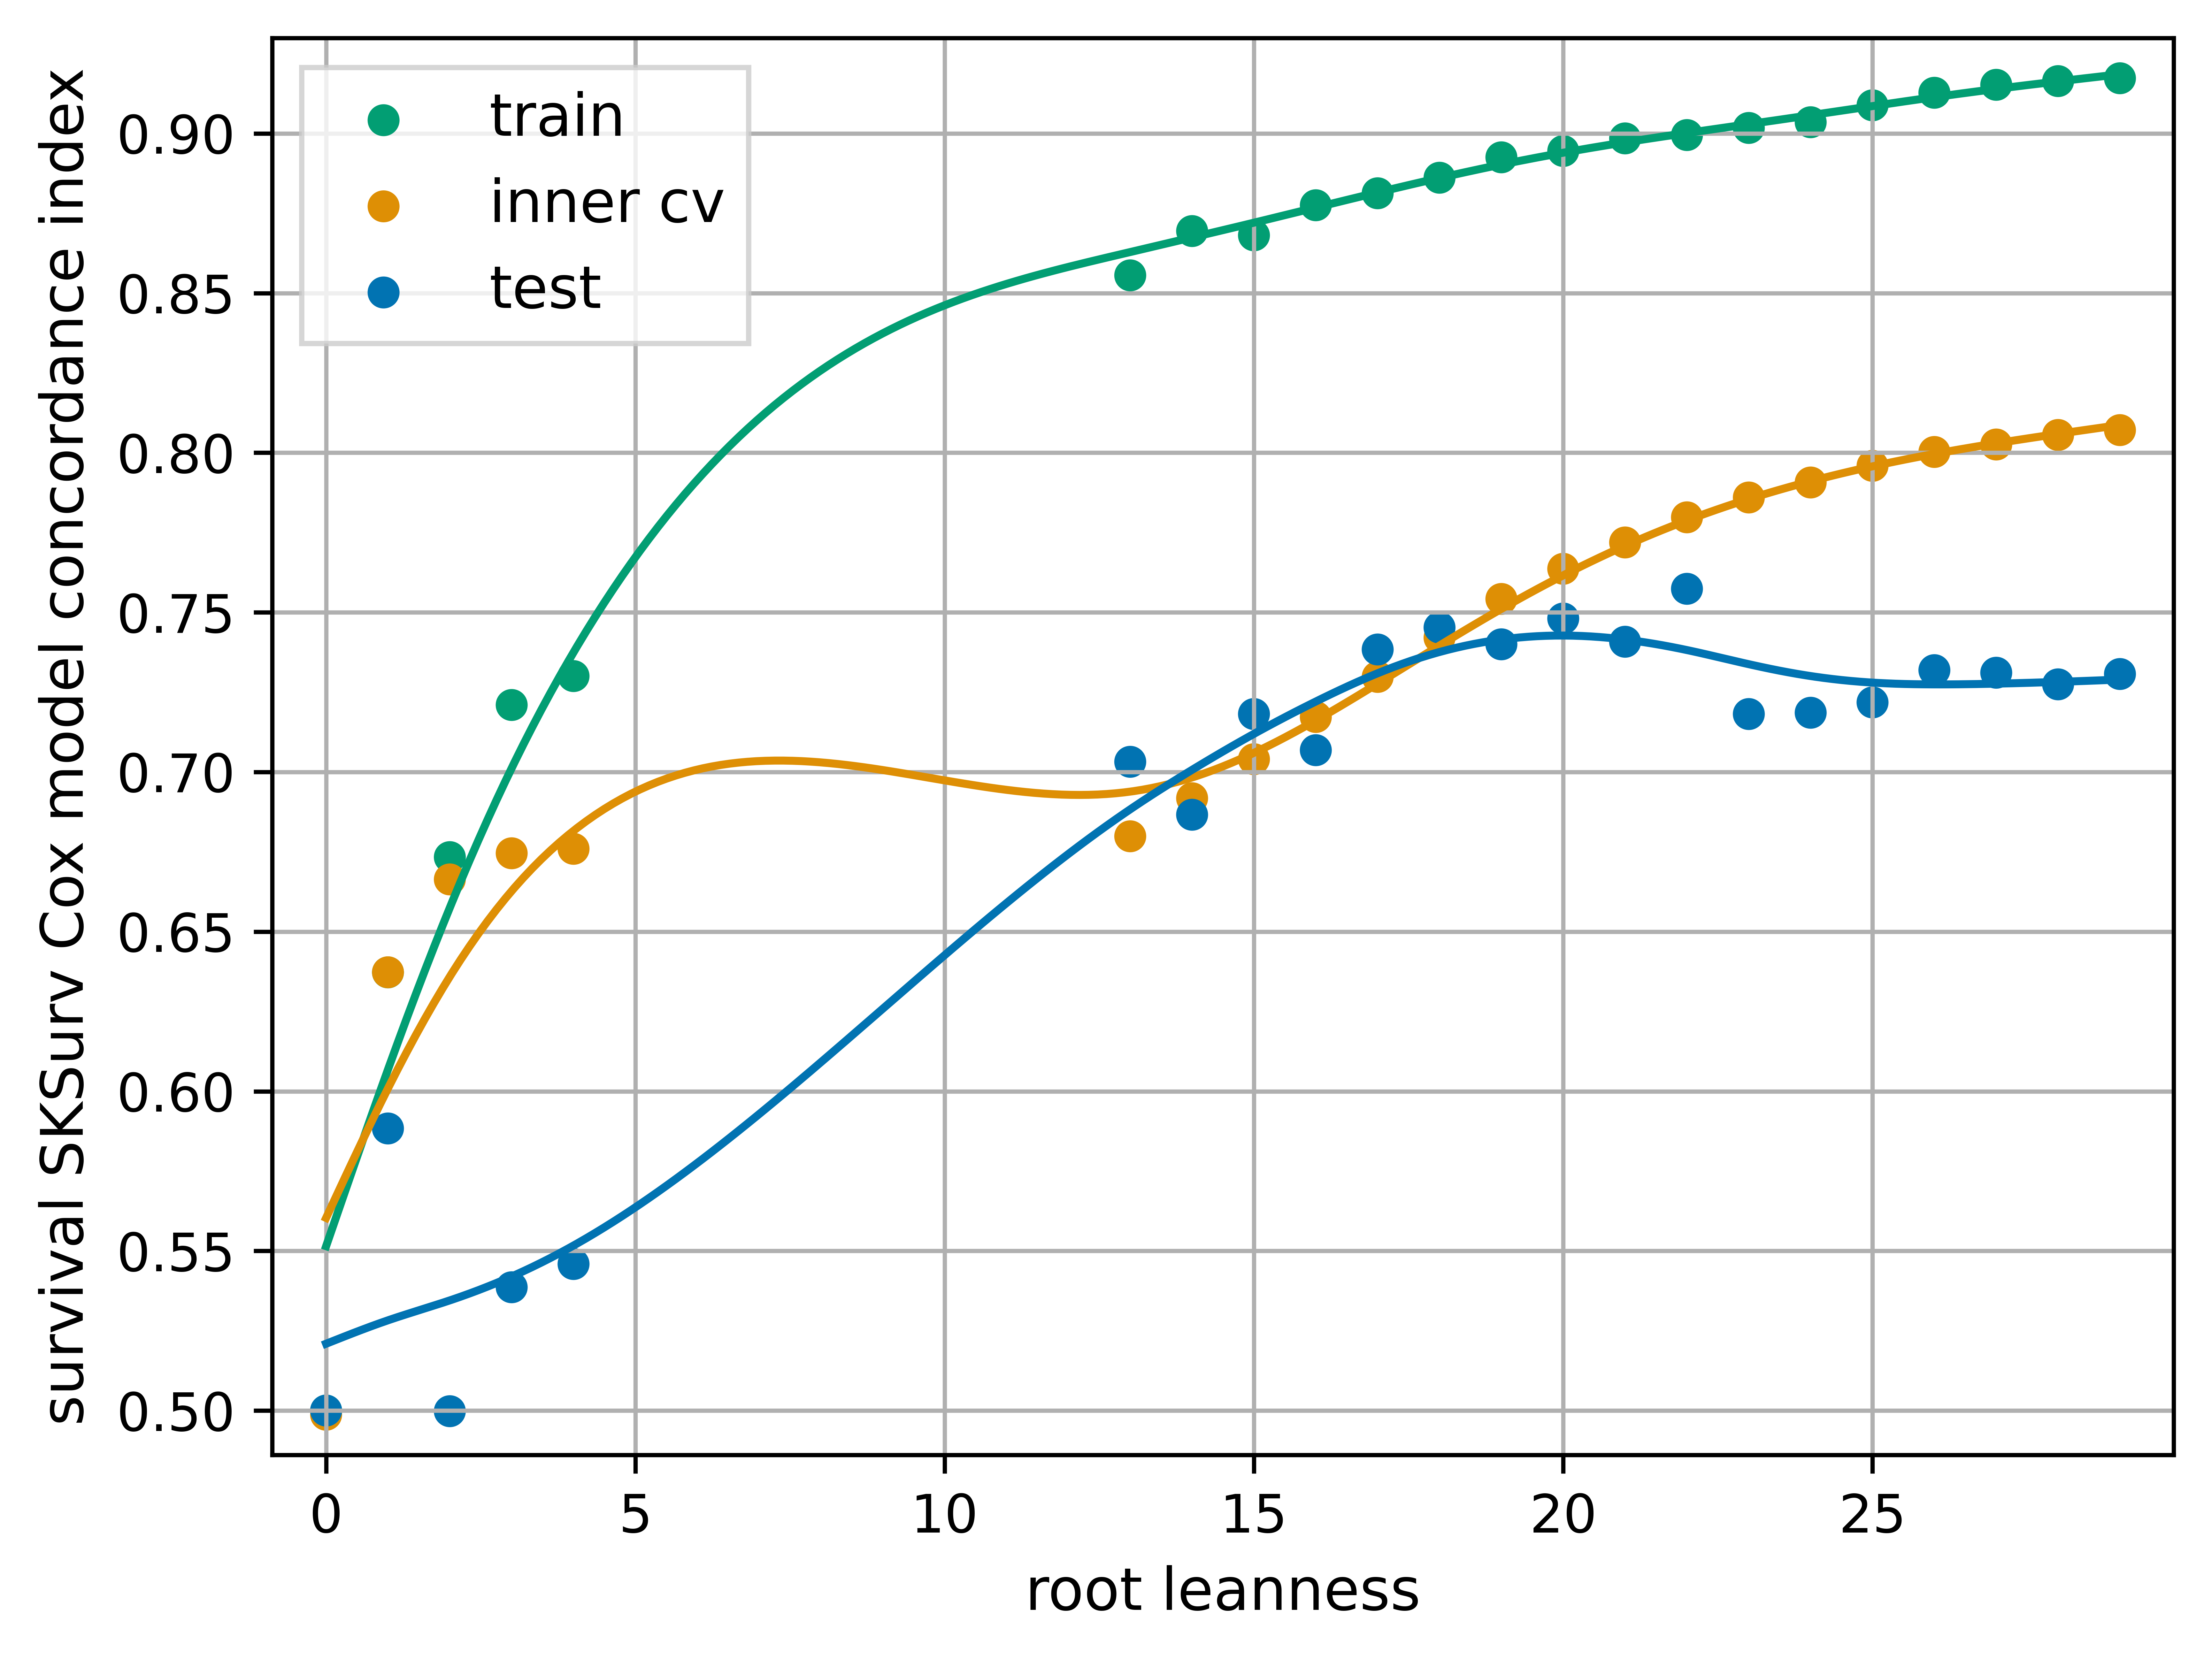 survival SKSurv Cox model concordance index
0.90
0.85
0.80
0.75
0.70
0.65
0.60
0.55
0.50
train
inner cv
test
0 5 10 15 20 25
root leanness